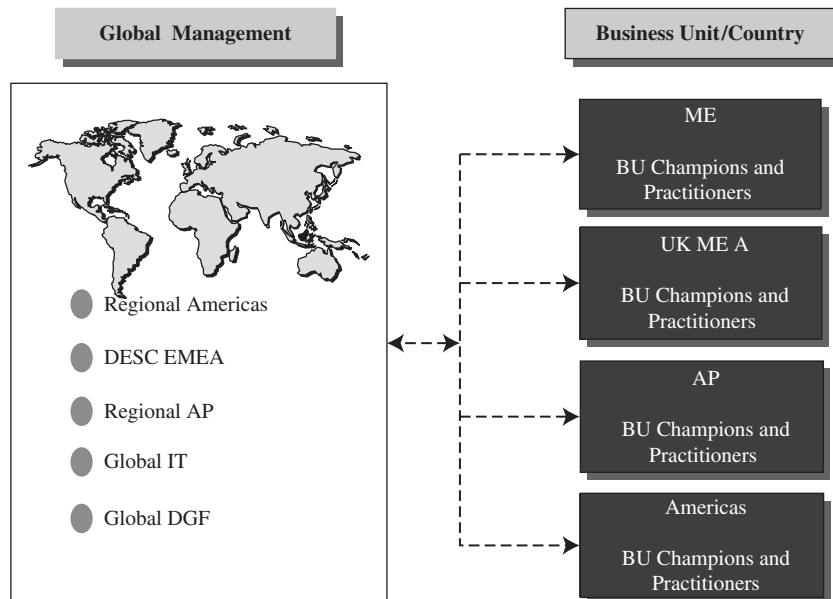 Global Management
Regional Americas
DESC EMEA
Regional AP
Global IT
Global DGF
Business Unit/Country
ME
BU Champions and
Practitioners
UK ME A
BU Champions and
Practitioners
AP
BU Champions and
Practitioners
Americas
BU Champions and
Practitioners